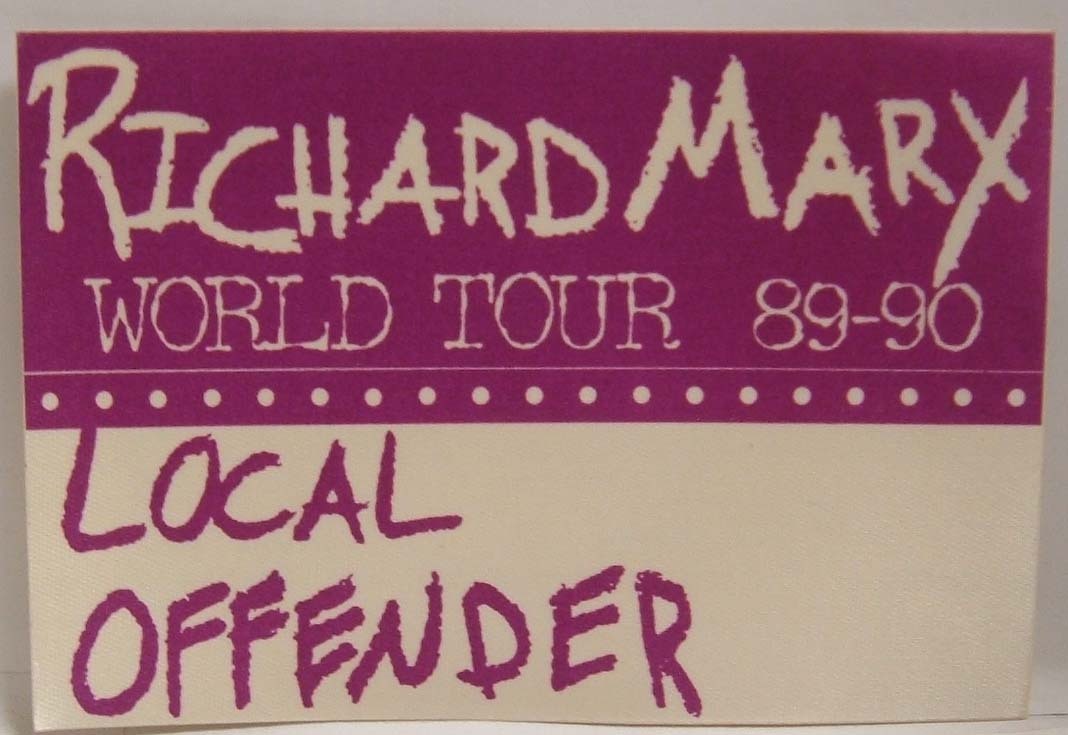 RICHARD MARX
WORLD TOUR 89-90
LOCAL
OFFENDER